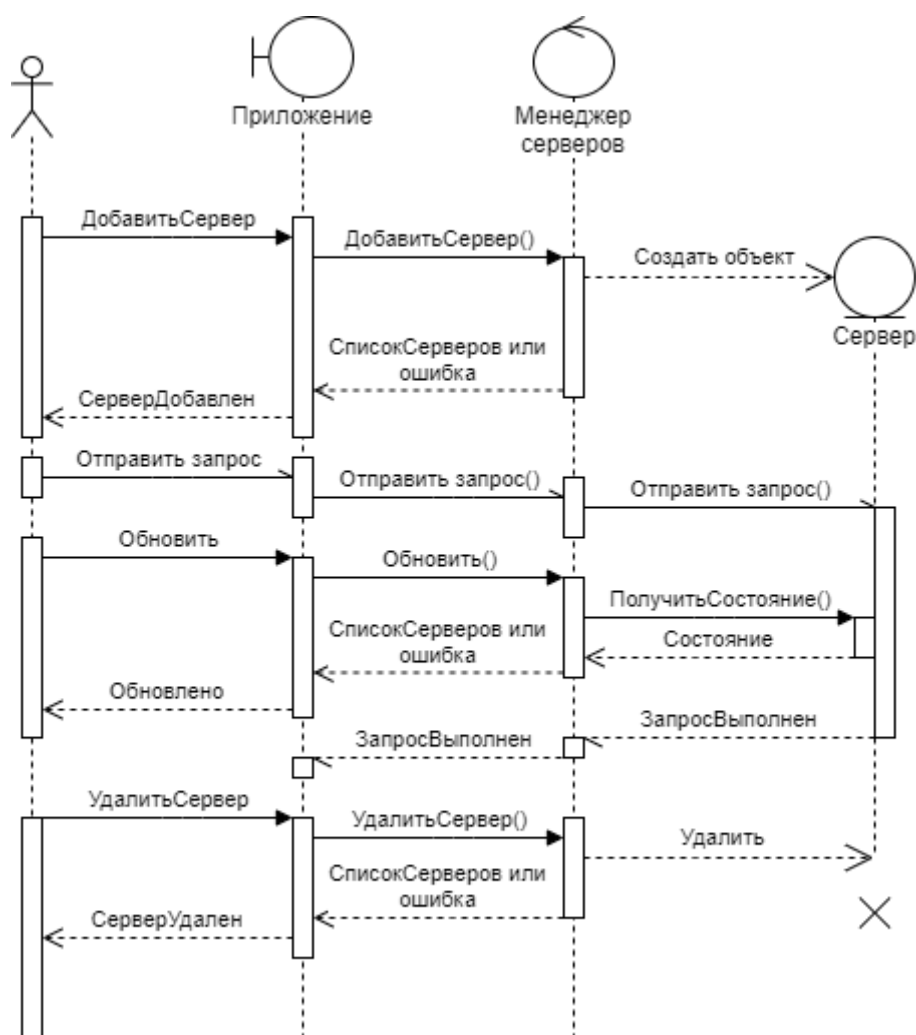 Приложение
Менеджер
серверов
ДобавитьСервер
ДобавитьСервер()
Создать объект
Сервер
СписокСерверов или
ошибка
СерверДобавлен
Отправить запрос
Отправить запрос()
Отправить запрос()
Обновить
Обновить()
ПолучитьСостояние()
СписокСерверов или
ошибка
Состояние
Обновлено
ЗапросВыполнен
ЗапросВыполнен
УдалитьСервер
УдалитьСервер()
Удалить
СписокСерверов или
ошибка
СерверУдален